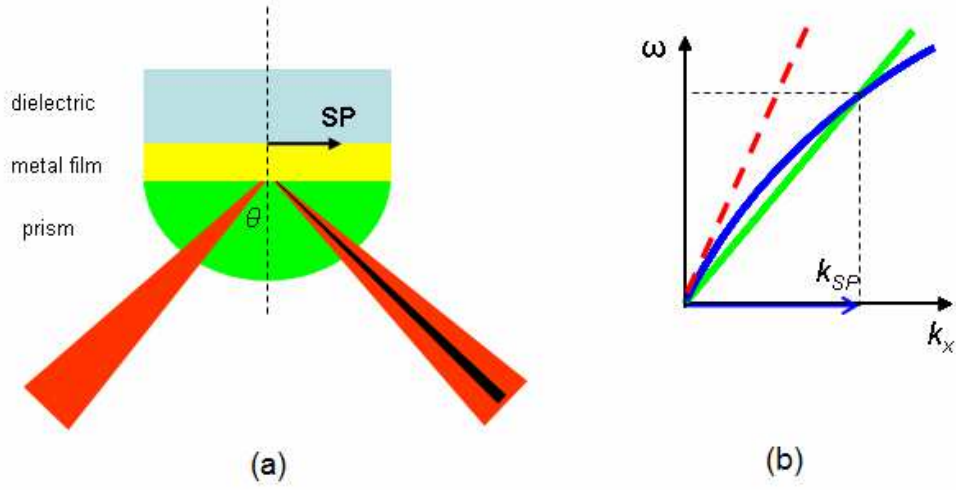 dielectric
SP
metal film
θ
prism
(a)
ω
k_SP
k_x
(b)